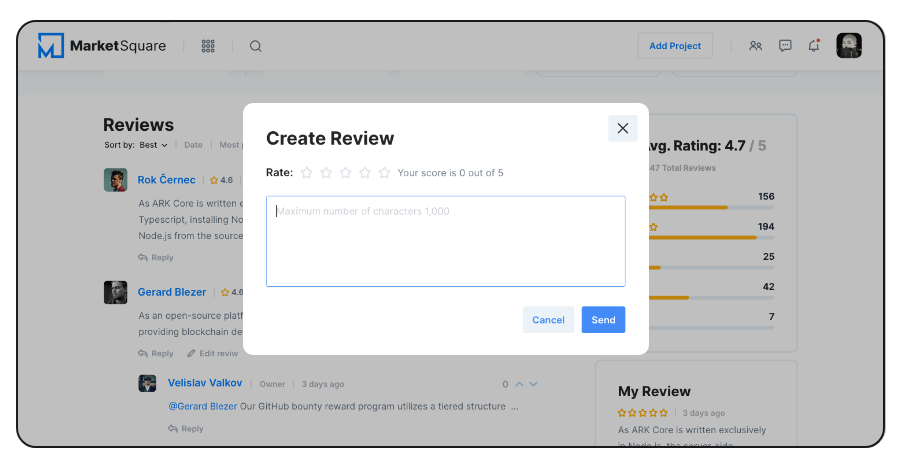 MarketSquare
Add Project
Reviews
Sort by: Best
Date
Most
Rok Černec
4.6
As ARK Core is written
Typescript, installing
Node.js from the source
Reply
Gerard Blezer
4.6
As an open-source
providing blockchain
Reply
Edit reviw
Velislav Valkov
Owner
3 days ago
0
@Gerard Blezer Our GitHub bounty reward program utilizes a tiered structure ...
Reply
Create Review
Rate:
Your score is 0 out of 5
Maximum number of characters 1,000
Cancel
Send
Rating: 4.7 / 5
47 Total Reviews
156
194
25
42
7
My Review
3 days ago
As ARK Core is written exclusively
in Node.js, the server-side